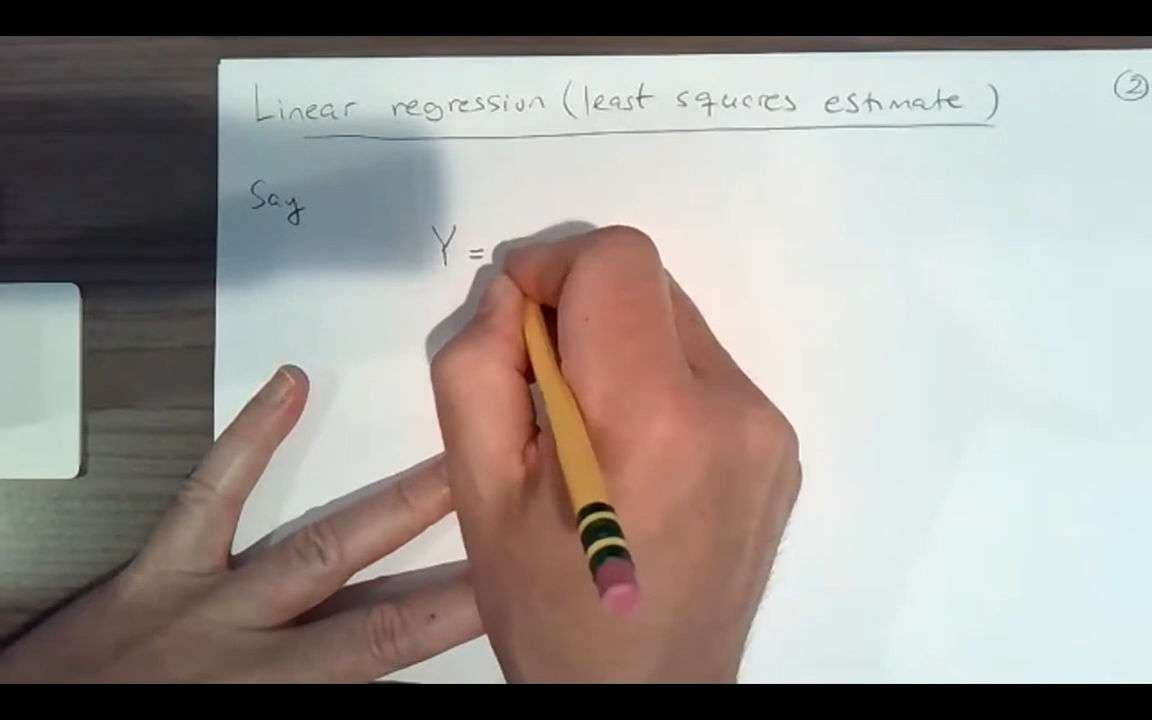 Linear regression (least squares estimate) ②
Say
Y =